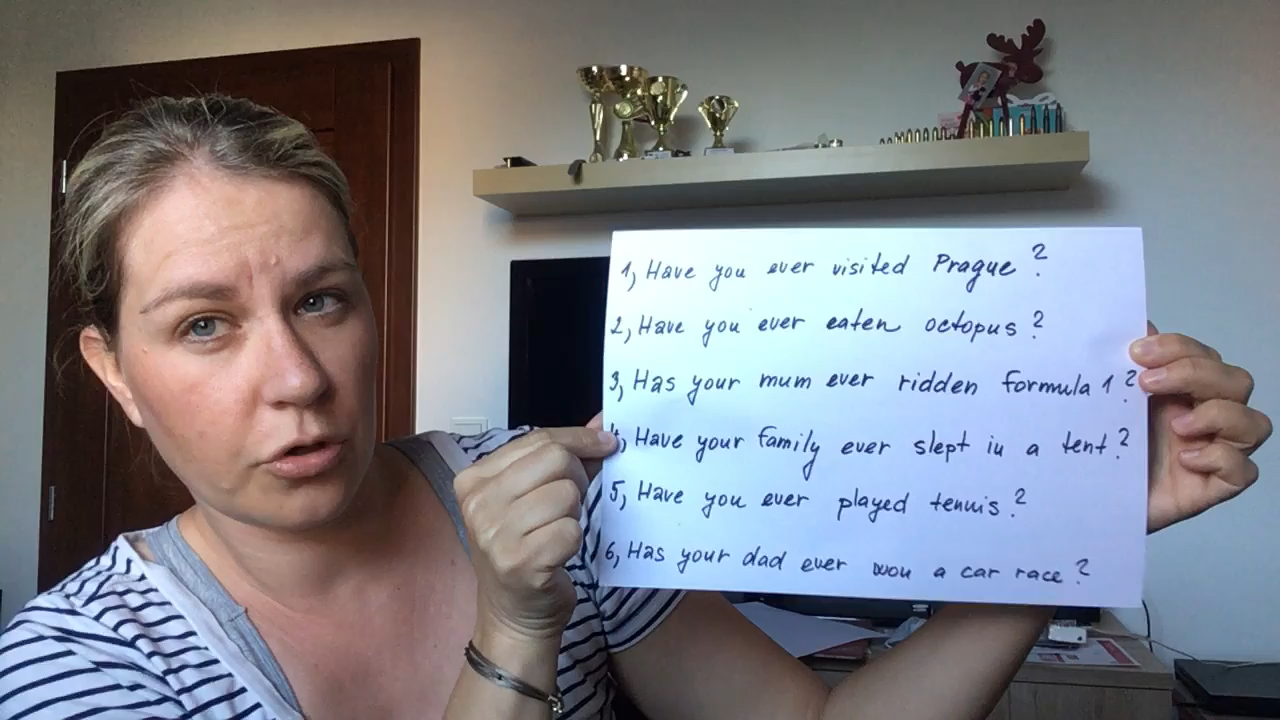 1, Have you ever visited Prague?
2, Have you ever eaten octopus?
3, Has your mum ever ridden formula 1?
4, Have your family ever slept in a tent?
5, Have you ever played tennis?
6, Has your dad ever won a car race?